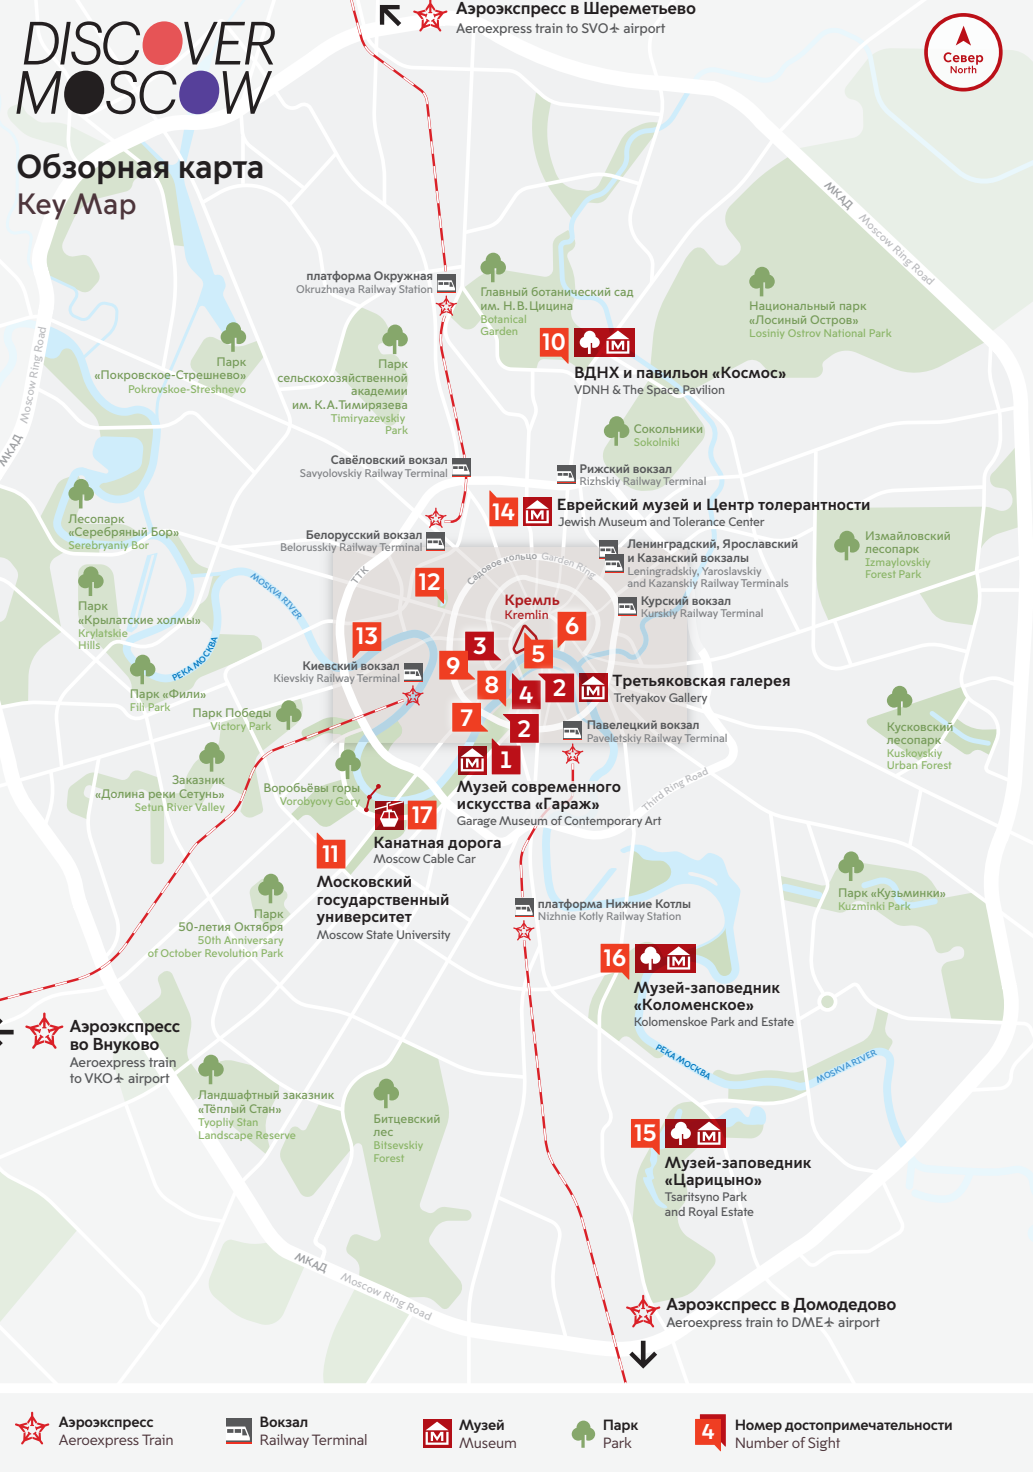 Аэроэкспресс в Шереметьево
Aeroexpress train to SVO airport
DISCOVER
MOSCOW
Север
North
Обзорная карта
Key Map
МКАД Moscow Ring Road
платформа Окружная
Okruzhnaya Railway Station
Главный ботанический сад
им. Н.В.Цицина
Botanical
Garden
Национальный парк
«Лосиный Остров»
Losiniy Ostrov National Park
10
ВДНХ и павильон «Космос»
VDNH & The Space Pavilion
Парк
«Покровское-Стрешнево»
Pokrovskoe-Streshnevo
Парк
сельскохозяйственной
академии
им. К.А.Тимирязева
Timiryazevskiy
Park
МКАД Moscow Ring Road
Сокольники
Sokolniki
Савёловский вокзал
Savyolovskiy Railway Terminal
Рижский вокзал
Rizhskiy Railway Terminal
14
Еврейский музей и Центр толерантности
Jewish Museum and Tolerance Center
Лесопарк
«Серебряный Бор»
Serebryaniy Bor
Белорусский вокзал
Belorusskiy Railway Terminal
Ленинградский, Ярославский
и Казанский вокзалы
Leningradskiy, Yaroslavskiy
and Kazanskiy Railway Terminals
Измайловский
лесопарк
Izmaylovskiy
Forest Park
ТТК
Садовое кольцо Garden Ring
12
MOSKVA RIVER
Парк
«Крылатские холмы»
Krylatskie
Hills
Кремль
Kremlin
Курский вокзал
Kurskiy Railway Terminal
13
3
6
5
РЕКА МОСКВА
9
Киевский вокзал
Kievskiy Railway Terminal
8
4
2
Третьяковская галерея
Tretyakov Gallery
Парк «Фили»
Fili Park
Парк Победы
Victory Park
7
2
Павелецкий вокзал
Paveletskiy Railway Terminal
Кусковский
лесопарк
Kuskovskiy
Urban Forest
1
Музей современного
искусства «Гараж»
Garage Museum of Contemporary Art
Third Ring Road
Заказник
«Долина реки Сетунь»
Setun River Valley
Воробьёвы горы
Vorobyovy Gory
17
Канатная дорога
Moscow Cable Car
11
Московский
государственный
университет
Moscow State University
Парк «Кузьминки»
Kuzminki Park
Парк
50-летия Октября
50th Anniversary
of October Revolution Park
платформа Нижние Котлы
Nizhnie Kotly Railway Station
16
Музей-заповедник
«Коломенское»
Kolomenskoe Park and Estate
Аэроэкспресс
во Внуково
Aeroexpress train
to VKO airport
РЕКА МОСКВА
MOSKVA RIVER
Ландшафтный заказник
«Тёплый Стан»
Tyopliy Stan
Landscape Reserve
Битцевский
лес
Bitsevskiy
Forest
15
Музей-заповедник
«Царицыно»
Tsaritsyno Park
and Royal Estate
МКАД Moscow Ring Road
Аэроэкспресс в Домодедово
Aeroexpress train to DME airport
Аэроэкспресс
Aeroexpress Train
Вокзал
Railway Terminal
Музей
Museum
Парк
Park
4
Номер достопримечательности
Number of Sight